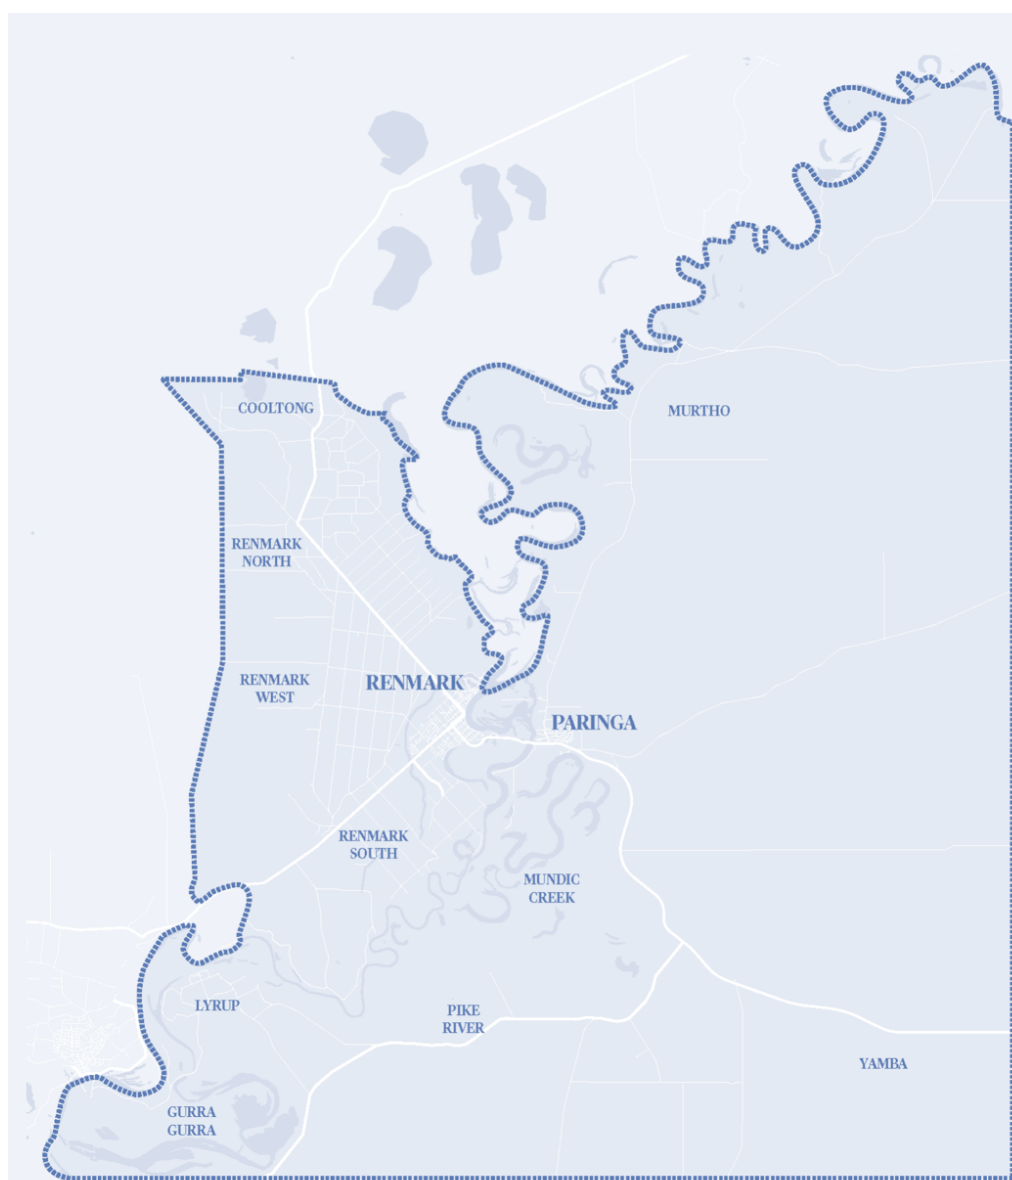 COOLTONG
MURTHO
RENMARK
NORTH
RENMARK
WEST
RENMARK
PARINGA
RENMARK
SOUTH
MUNDIC
CREEK
LYRUP
PIKE
RIVER
YAMBA
GURRA
GURRA